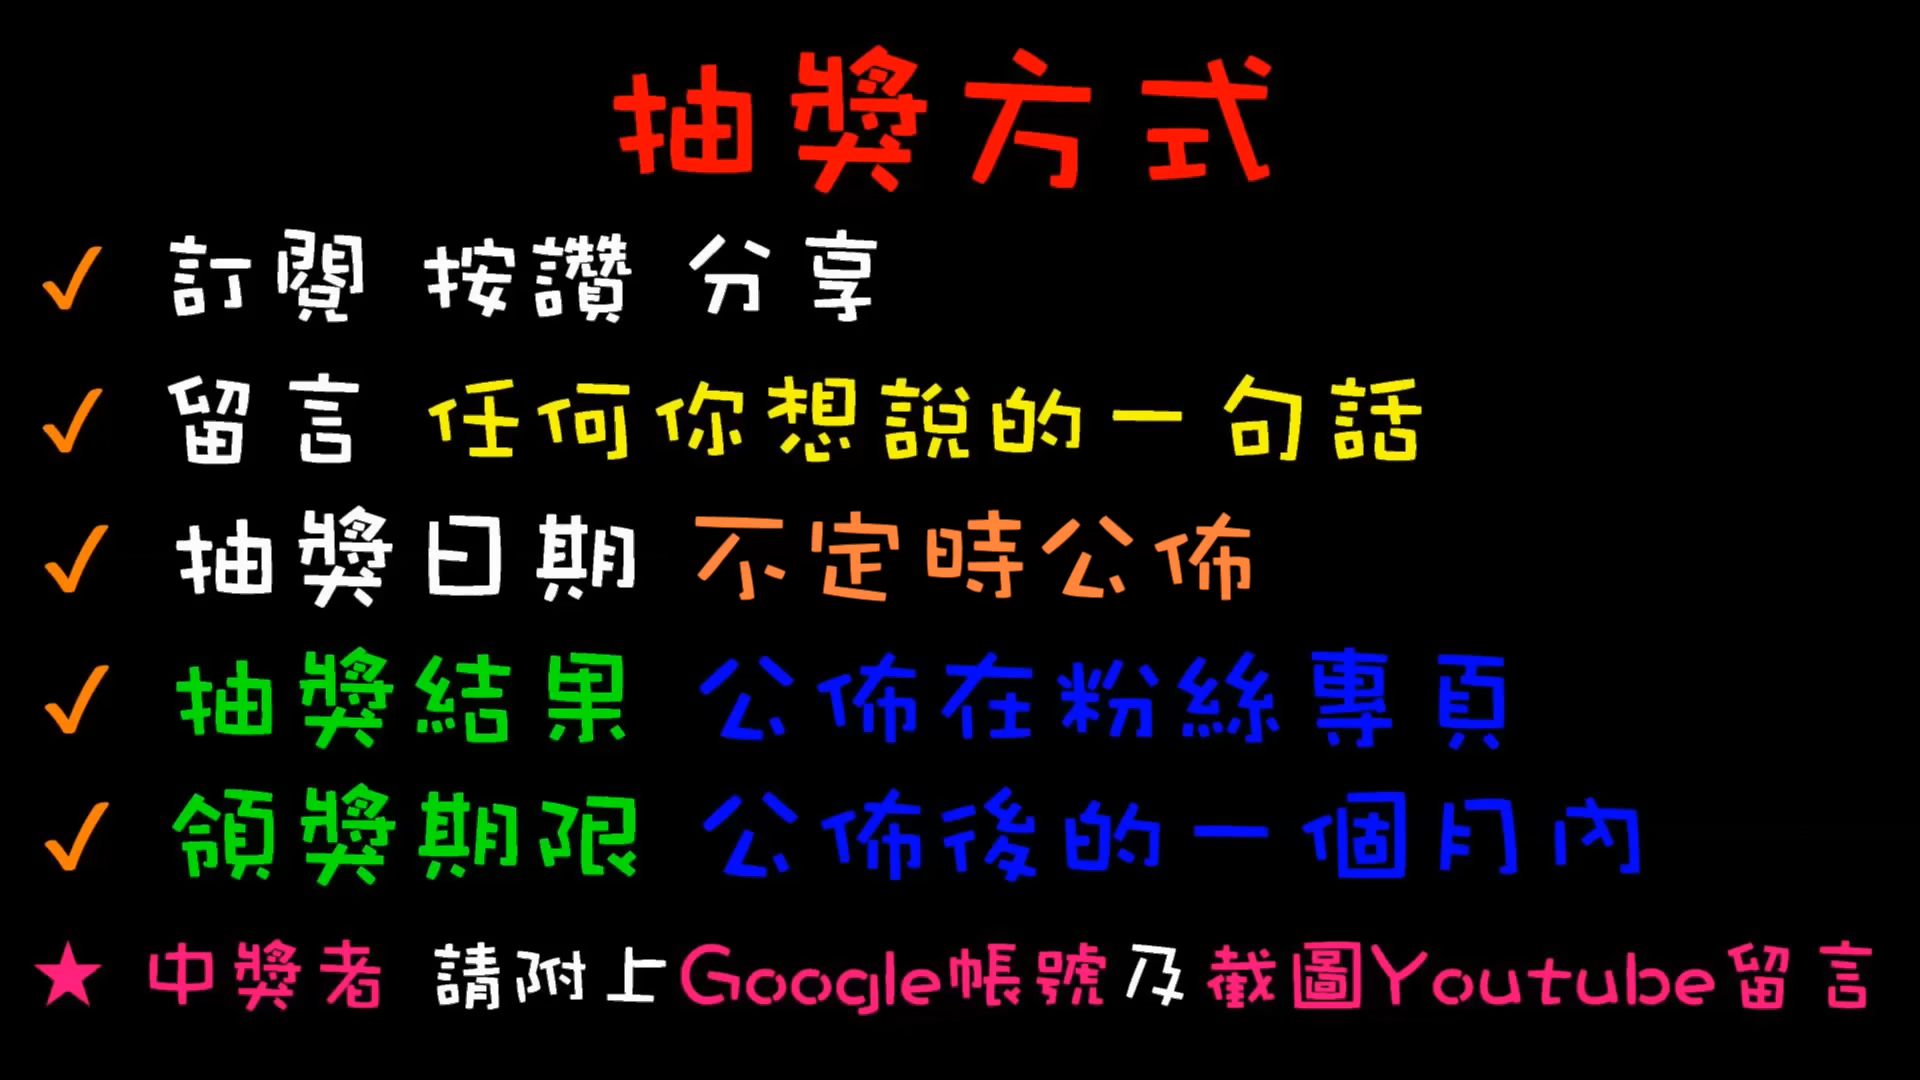 抽獎方式
✓ 訂閱 按讚 分享
✓ 留言 任何你想說的一句話
✓ 抽獎日期 不定時公佈
✓ 抽獎結果 公佈在粉絲專頁
✓ 領獎期限 公佈後的一個月內
★ 中獎者 請附上Google帳號及截圖Youtube留言